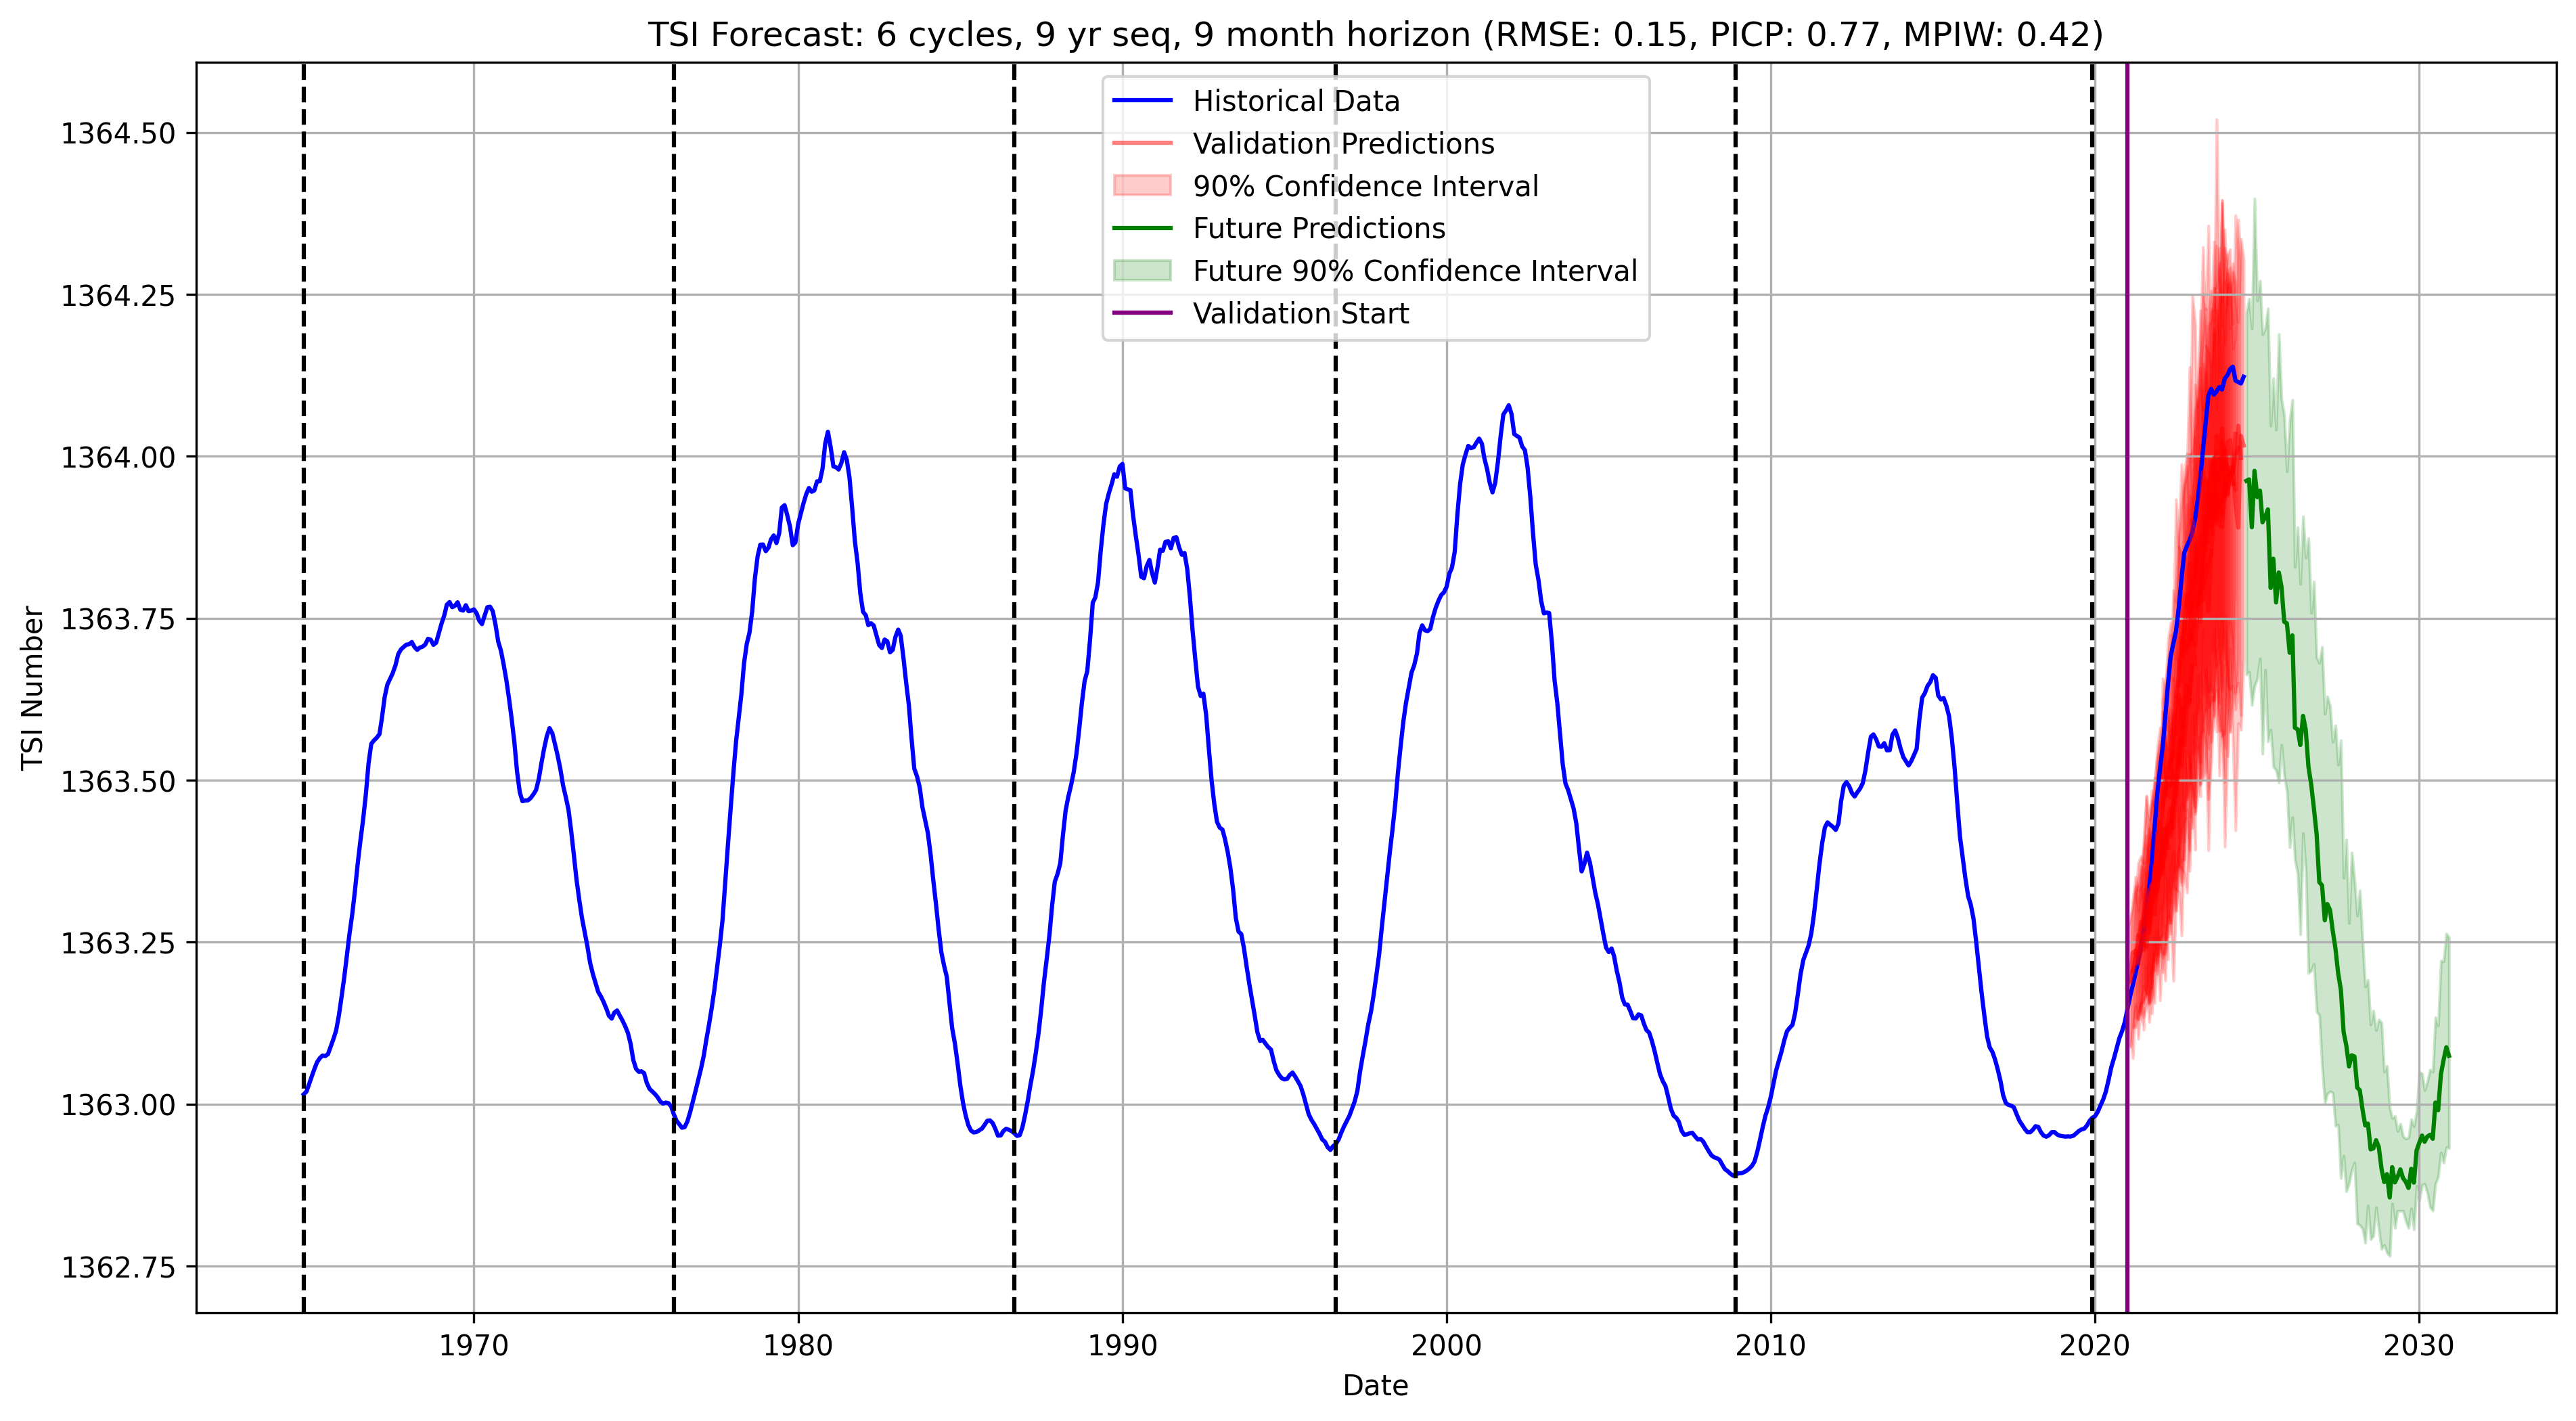 TSI Forecast: 6 cycles, 9 yr seq, 9 month horizon (RMSE: 0.15, PICP: 0.77, MPIW: 0.42)
Historical Data
Validation Predictions
90% Confidence Interval
Future Predictions
Future 90% Confidence Interval
Validation Start
TSI Number
1364.50
1364.25
1364.00
1363.75
1363.50
1363.25
1363.00
1362.75
1970
1980
1990
2000
2010
2020
2030
Date